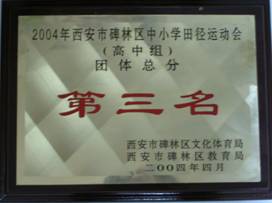 2004年西安市碑林区中小学田径运动会
(高中组)
团体总分
第三名
西安市碑林区文化体育局
西安市碑林区教育局
二〇〇四年四月